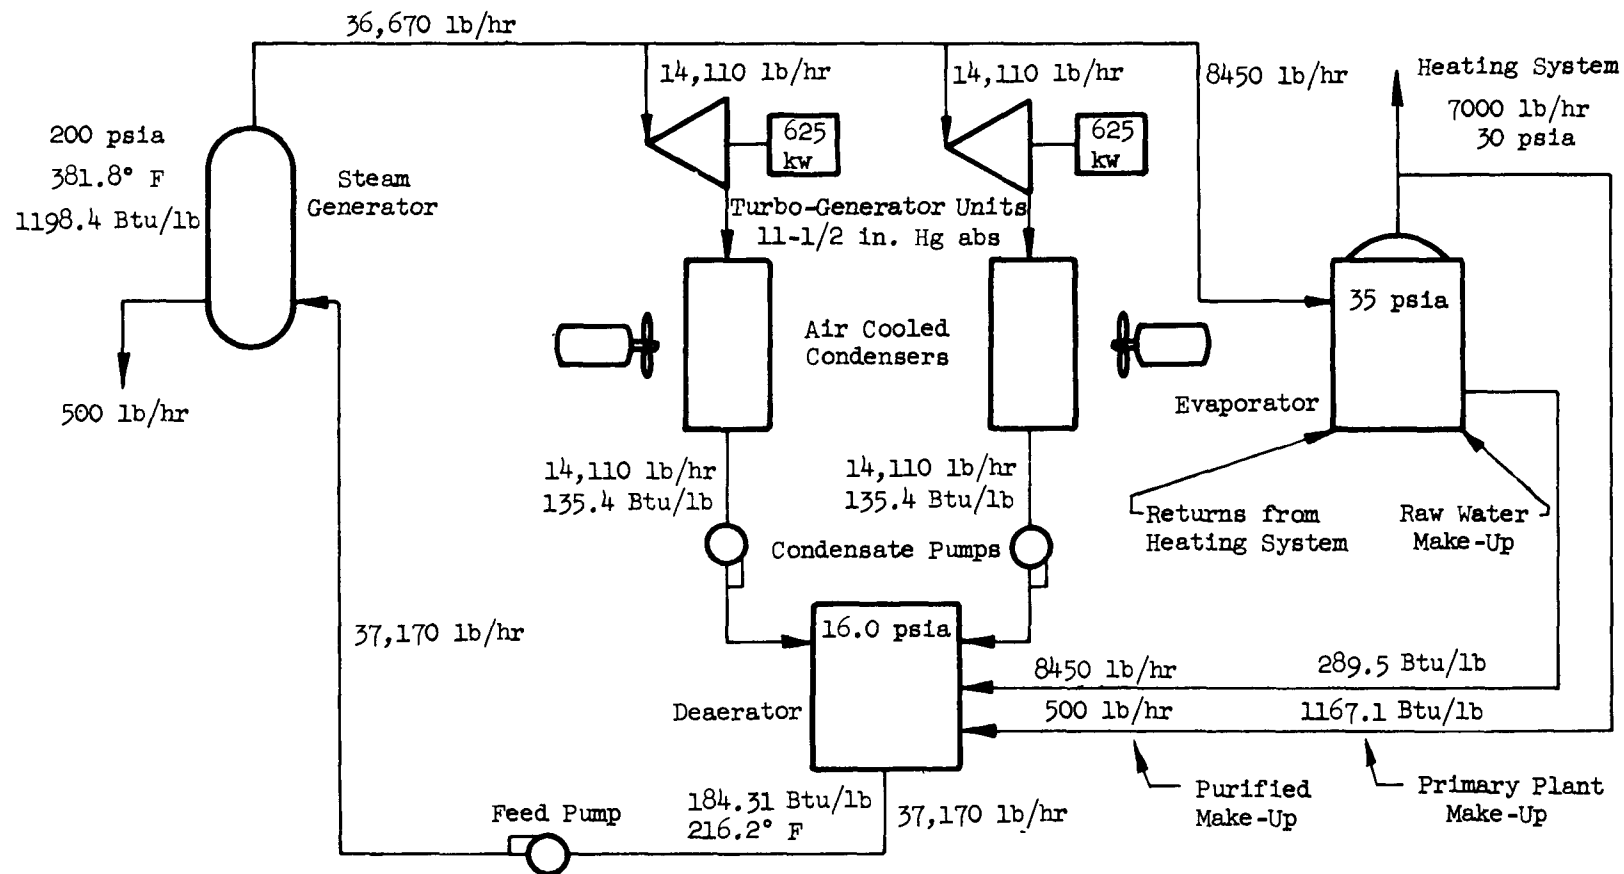 36,670 lb/hr
14,110 lb/hr
14,110 lb/hr
8450 lb/hr
Heating System
7000 lb/hr
30 psia
200 psia
381.8° F
1198.4 Btu/lb
Steam
Generator
625
kw
625
kw
Turbo-Generator Units
11-1/2 in. Hg abs
35 psia
Air Cooled
Condensers
Evaporator
500 lb/hr
14,110 lb/hr
135.4 Btu/lb
14,110 lb/hr
135.4 Btu/lb
Returns from
Heating System
Raw Water
Make-Up
Condensate Pumps
37,170 lb/hr
16.0 psia
8450 lb/hr
289.5 Btu/lb
Deaerator
500 lb/hr
1167.1 Btu/lb
Purified
Make-Up
Primary Plant
Make-Up
Feed Pump
184.31 Btu/lb
216.2° F
37,170 lb/hr